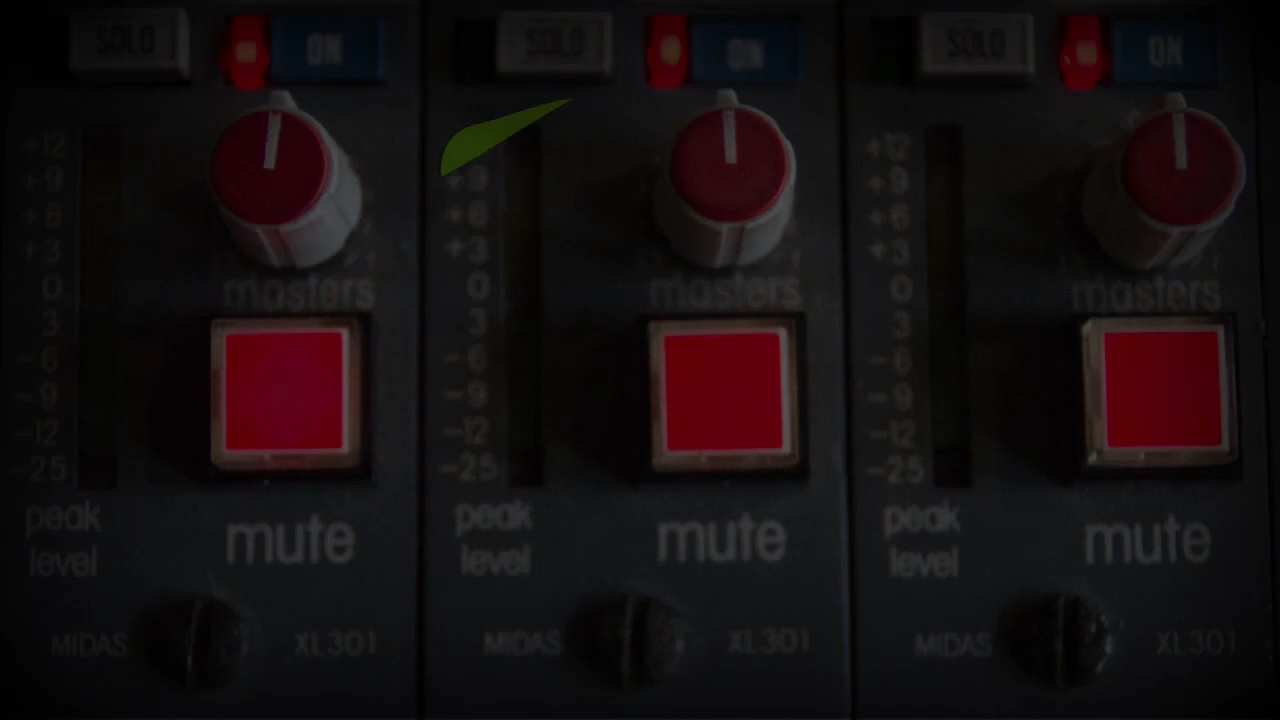 SOLO ON SOLO ON SOLO ON
+12 +12
+9 +9 +9
+6 +6 +6
+3 +3 +3
0 masters 0 masters 0 masters
3 3 3
-6 -6 -6
-9 -9 -9
-12 -12 -12
-25 -25 -25
peak level mute peak level mute peak level mute
MIDAS XL301 MIDAS XL301 MIDAS XL301